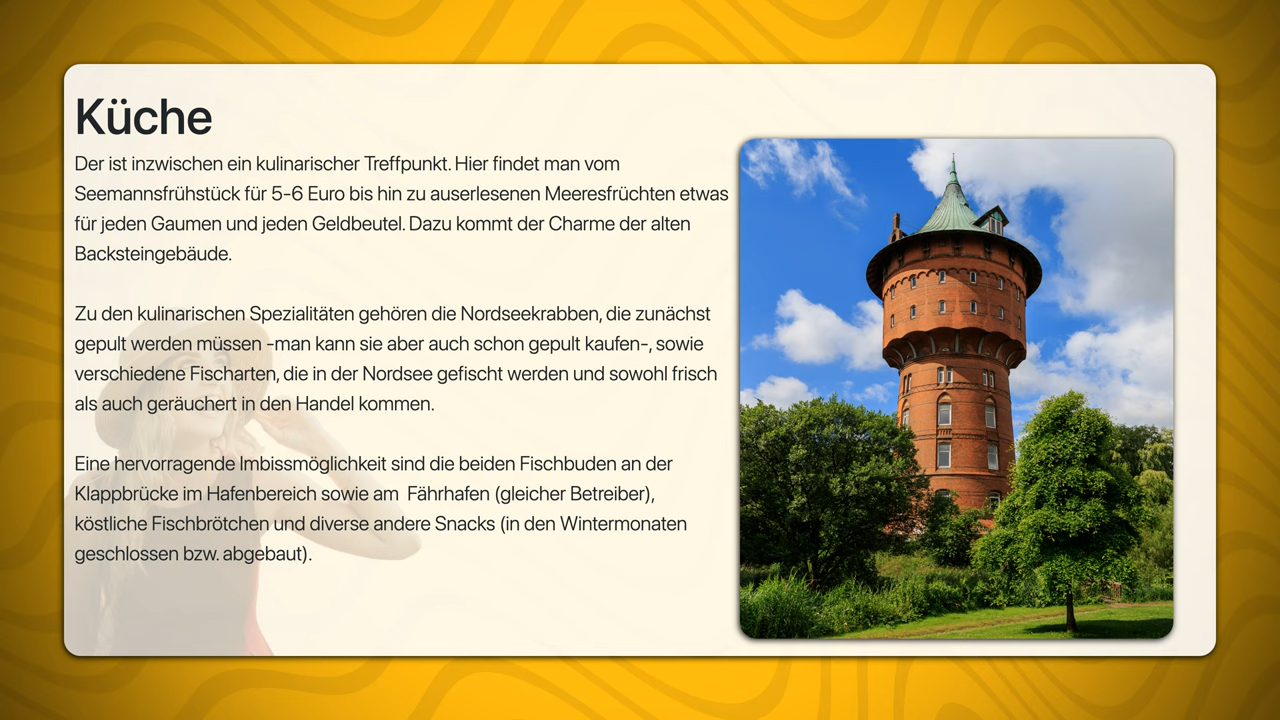 Küche
Der ist inzwischen ein kulinarischer Treffpunkt. Hier findet man vom
Seemannsfrühstück für 5-6 Euro bis hin zu auserlesenen Meeresfrüchten etwas
für jeden Gaumen und jeden Geldbeutel. Dazu kommt der Charme der alten
Backsteingebäude.
Zu den kulinarischen Spezialitäten gehören die Nordseekrabben, die zunächst
gepult werden müssen -man kann sie aber auch schon gepult kaufen-, sowie
verschiedene Fischarten, die in der Nordsee gefischt werden und sowohl frisch
als auch geräuchert in den Handel kommen.
Eine hervorragende Imbissmöglichkeit sind die beiden Fischbuden an der
Klappbrücke im Hafenbereich sowie am  Fährhafen (gleicher Betreiber),
köstliche Fischbrötchen und diverse andere Snacks (in den Wintermonaten
geschlossen bzw. abgebaut).